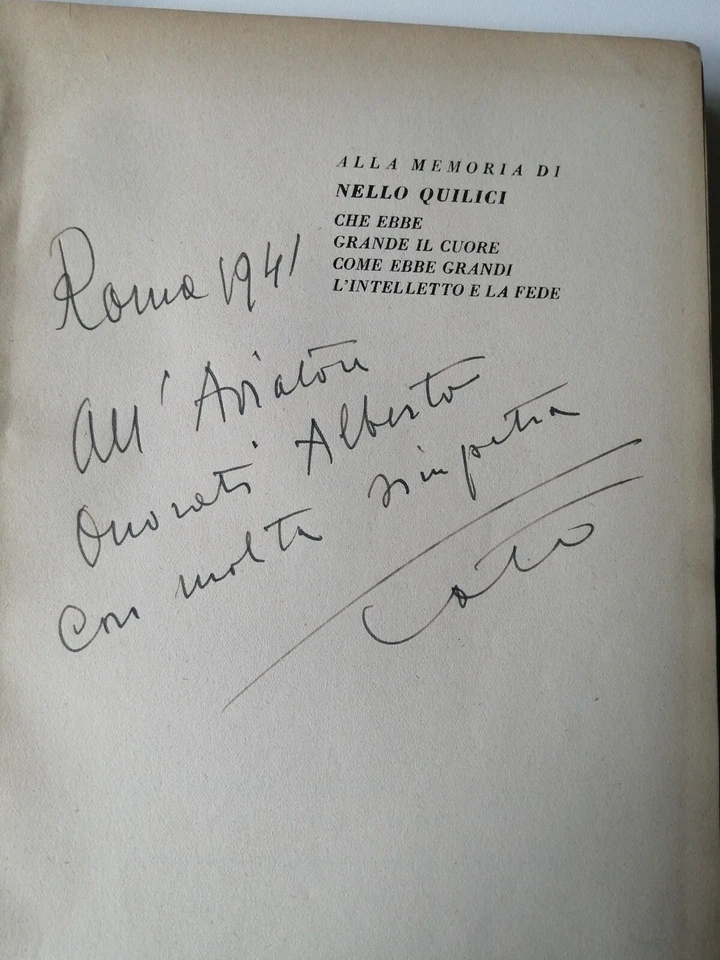 ALLA MEMORIA DI
NELLO QUILICI
CHE EBBE
GRANDE IL CUORE
COME EBBE GRANDI
L'INTELLETTO E LA FEDE
Roma 1941
All'Aviatore
Onorati Alberto
Con molta simpatia
Tato